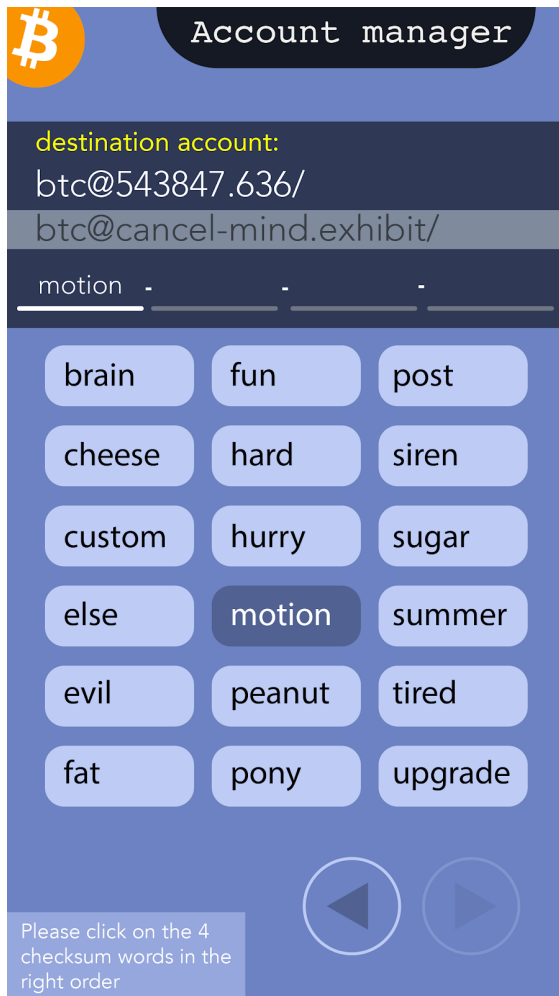 Account manager
destination account:
btc@543847.636/
btc@cancel-mind.exhibit/
motion - - -
brain fun post
cheese hard siren
custom hurry sugar
else motion summer
evil peanut tired
fat pony upgrade
Please click on the 4
checksum words in the
right order